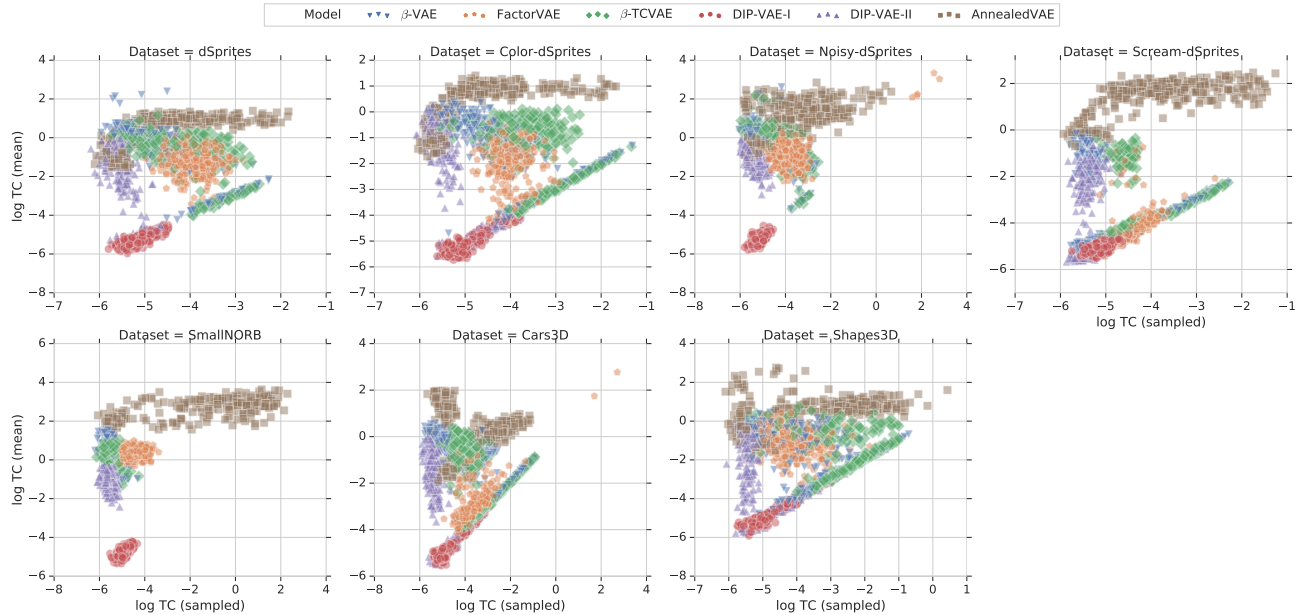 Model β-VAE FactorVAE β-TCVAE DIP-VAE-I DIP-VAE-II AnnealedVAE
Dataset = dSprites
Dataset = Color-dSprites
Dataset = Noisy-dSprites
Dataset = Scream-dSprites
log TC (mean)
4
2
0
−2
−4
−6
−8
−7 −6 −5 −4 −3 −2 −1
2
1
0
−1
−2
−3
−4
−5
−6
−7
−7 −6 −5 −4 −3 −2 −1
4
2
0
−2
−4
−6
−8
−8 −6 −4 −2 0 2 4
2
0
−2
−4
−6
−7 −6 −5 −4 −3 −2 −1
log TC (sampled)
Dataset = SmallNORB
Dataset = Cars3D
Dataset = Shapes3D
log TC (mean)
6
4
2
0
−2
−4
−6
−8 −6 −4 −2 0 2 4
log TC (sampled)
4
2
0
−2
−4
−6
−8 −6 −4 −2 0 2 4
log TC (sampled)
4
2
0
−2
−4
−6
−8
−7 −6 −5 −4 −3 −2 −1 0 1
log TC (sampled)